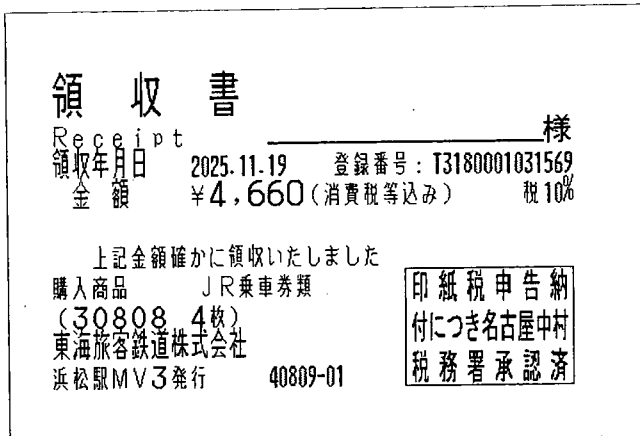 領収書
Receipt 様
領収年月日 2025.11.19 登録番号：T3180001031569
金額 ¥4,660(消費税等込み) 税10%
上記金額確かに領収いたしました
購入商品 JR乗車券類
(30808 4枚)
東海旅客鉄道株式会社
浜松駅MV3発行 40809-01
印紙税申告納
付につき名古屋中村
税務署承認済